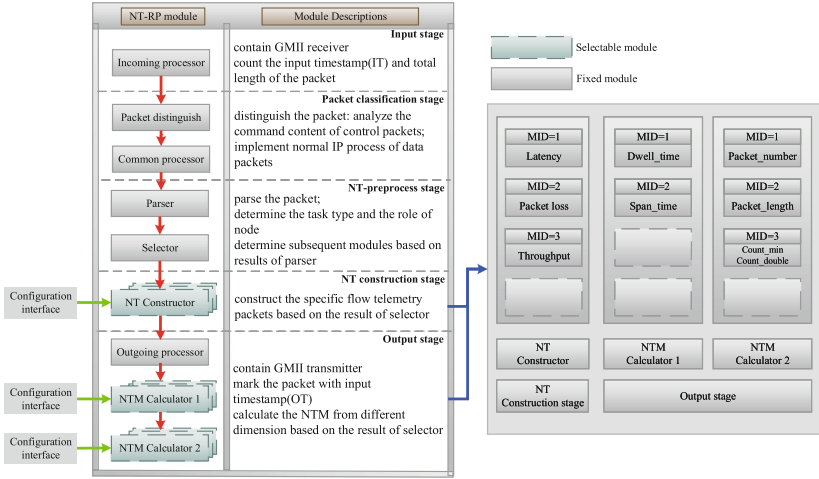 NT-RP module
Module Descriptions
Input stage
Incoming processor
contain GMII receiver
count the input timestamp(IT) and total
length of the packet
Packet classification stage
Packet distinguish
Common processor
distinguish the packet: analyze the
command content of control packets;
implement normal IP process of data
packets
NT-preprocess stage
Parser
Selector
parse the packet;
determine the task type and the role of
node
determine subsequent modules based on
results of parser
NT construction stage
Configuration
interface
NT Constructor
construct the specific flow telemetry
packets based on the result of selector
Output stage
Outgoing processor
Configuration
interface
NTM Calculator 1
Configuration
interface
NTM Calculator 2
contain GMII transmitter
mark the packet with input
timestamp(OT)
calculate the NTM from different
dimension based on the result of selector
Selectable module
Fixed module
MID=1
Latency
MID=2
Packet loss
MID=3
Throughput
NT
Constructor
NT
Construction stage
MID=1
Dwell_time
MID=2
Span_time
NTM
Calculator 1
MID=1
Packet_number
MID=2
Packet_length
MID=3
Count_min
Count_double
NTM
Calculator 2
Output stage